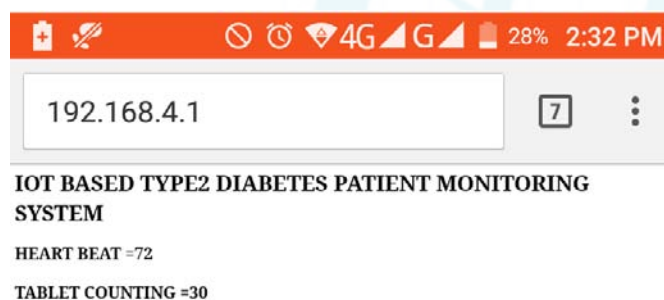 4G G 28% 2:32 PM
192.168.4.1 7
IOT BASED TYPE2 DIABETES PATIENT MONITORING
SYSTEM
HEART BEAT =72
TABLET COUNTING =30